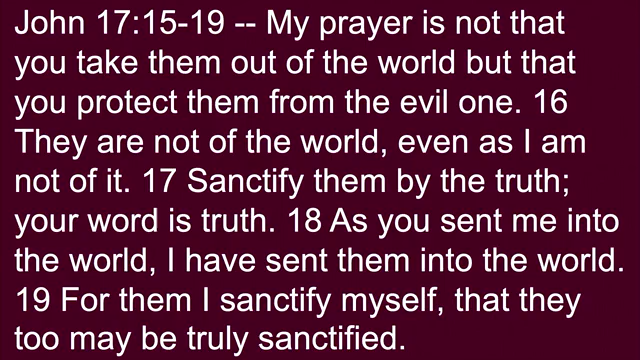 John 17:15-19 -- My prayer is not that
you take them out of the world but that
you protect them from the evil one. 16
They are not of the world, even as I am
not of it. 17 Sanctify them by the truth;
your word is truth. 18 As you sent me into
the world, I have sent them into the world.
19 For them I sanctify myself, that they
too may be truly sanctified.